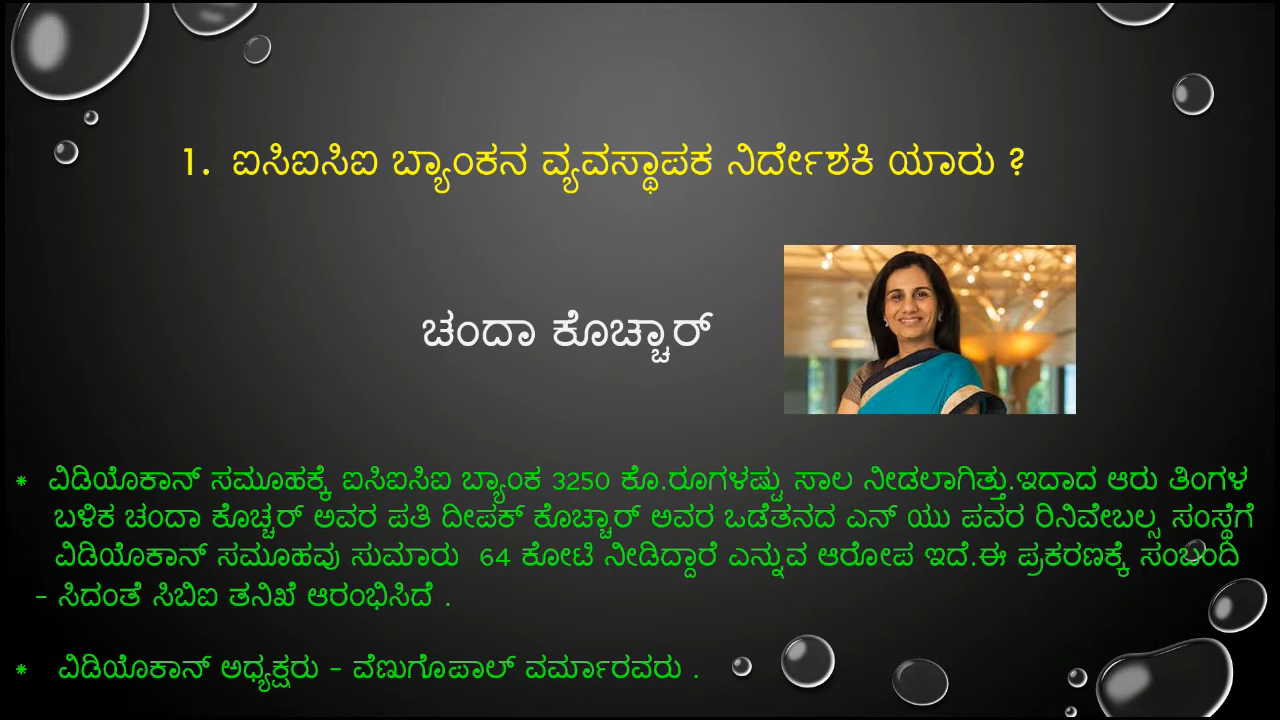 1. ಐಸಿಐಸಿಐ ಬ್ಯಾಂಕನ ವ್ಯವಸ್ಥಾಪಕ ನಿರ್ದೇಶಕಿ ಯಾರು ?
ಚಂದಾ ಕೊಚ್ಚಾರ್
* ವಿಡಿಯೊಕಾನ್ ಸಮೂಹಕ್ಕೆ ಐಸಿಐಸಿಐ ಬ್ಯಾಂಕ 3250 ಕೊ.ರೂಗಳಷ್ಟು ಸಾಲ ನೀಡಲಾಗಿತ್ತು.ಇದಾದ ಆರು ತಿಂಗಳ
ಬಳಿಕ ಚಂದಾ ಕೊಚ್ಚರ್ ಅವರ ಪತಿ ದೀಪಕ್ ಕೊಚ್ಚಾರ್ ಅವರ ಒಡೆತನದ ಎನ್ ಯು ಪವರ ರಿನಿವೇಬಲ್ಸ ಸಂಸ್ಥೆಗೆ
ವಿಡಿಯೊಕಾನ್ ಸಮೂಹವು ಸುಮಾರು 64 ಕೋಟಿ ನೀಡಿದ್ದಾರೆ ಎನ್ನುವ ಆರೋಪ ಇದೆ.ಈ ಪ್ರಕರಣಕ್ಕೆ ಸಂಬಂದಿ
- ಸಿದಂತೆ ಸಿಬಿಐ ತನಿಖೆ ಆರಂಭಿಸಿದೆ .
* ವಿಡಿಯೊಕಾನ್ ಅಧ್ಯಕ್ಷರು - ವೆಣುಗೊಪಾಲ್ ವರ್ಮಾರವರು .